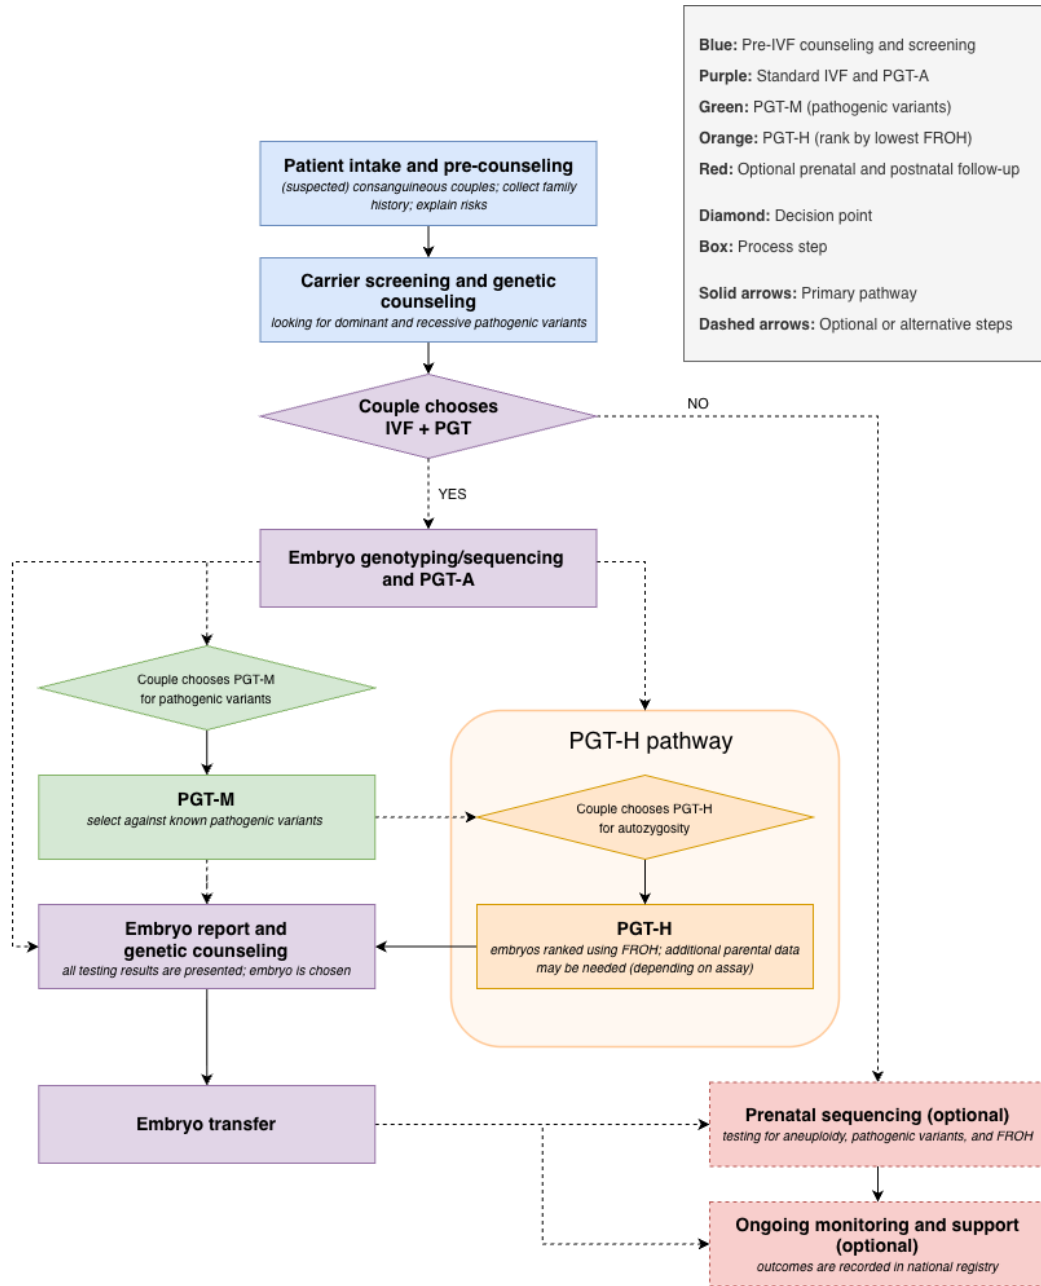 Blue: Pre-IVF counseling and screening
Purple: Standard IVF and PGT-A
Green: PGT-M (pathogenic variants)
Orange: PGT-H (rank by lowest FROH)
Red: Optional prenatal and postnatal follow-up
Diamond: Decision point
Box: Process step
Solid arrows: Primary pathway
Dashed arrows: Optional or alternative steps
Patient intake and pre-counseling
(suspected) consanguineous couples; collect family
history; explain risks
Carrier screening and genetic
counseling
looking for dominant and recessive pathogenic variants
Couple chooses
IVF + PGT
NO
YES
Embryo genotyping/sequencing
and PGT-A
Couple chooses PGT-M
for pathogenic variants
PGT-H pathway
PGT-M
select against known pathogenic variants
Couple chooses PGT-H
for autozygosity
Embryo report and
genetic counseling
all testing results are presented; embryo is chosen
PGT-H
embryos ranked using FROH; additional parental data
may be needed (depending on assay)
Embryo transfer
Prenatal sequencing (optional)
testing for aneuploidy, pathogenic variants, and FROH
Ongoing monitoring and support
(optional)
outcomes are recorded in national registry